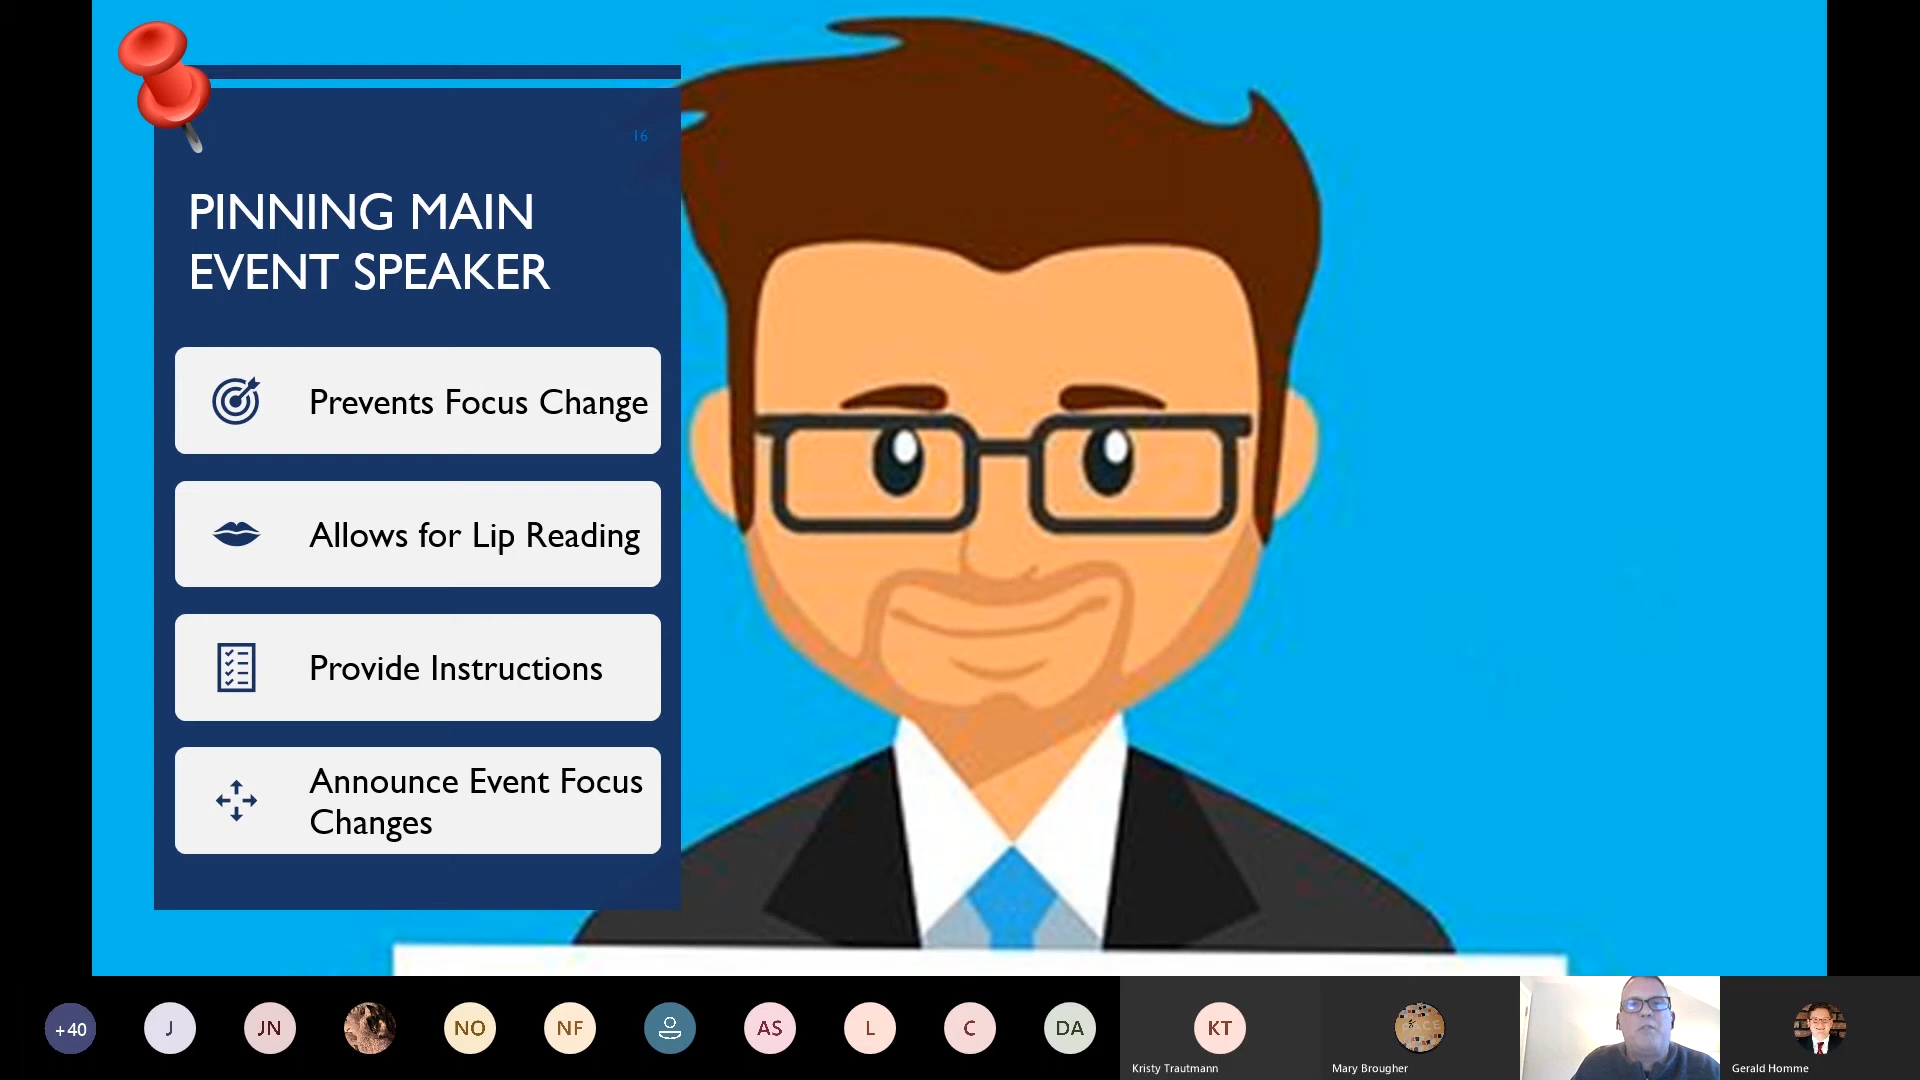 16
PINNING MAIN
EVENT SPEAKER
Prevents Focus Change
Allows for Lip Reading
Provide Instructions
Announce Event Focus
Changes
+40
J
JN
NO
NF
AS
L
C
DA
KT
PACE
Kristy Trautmann
Mary Brougher
Gerald Homme